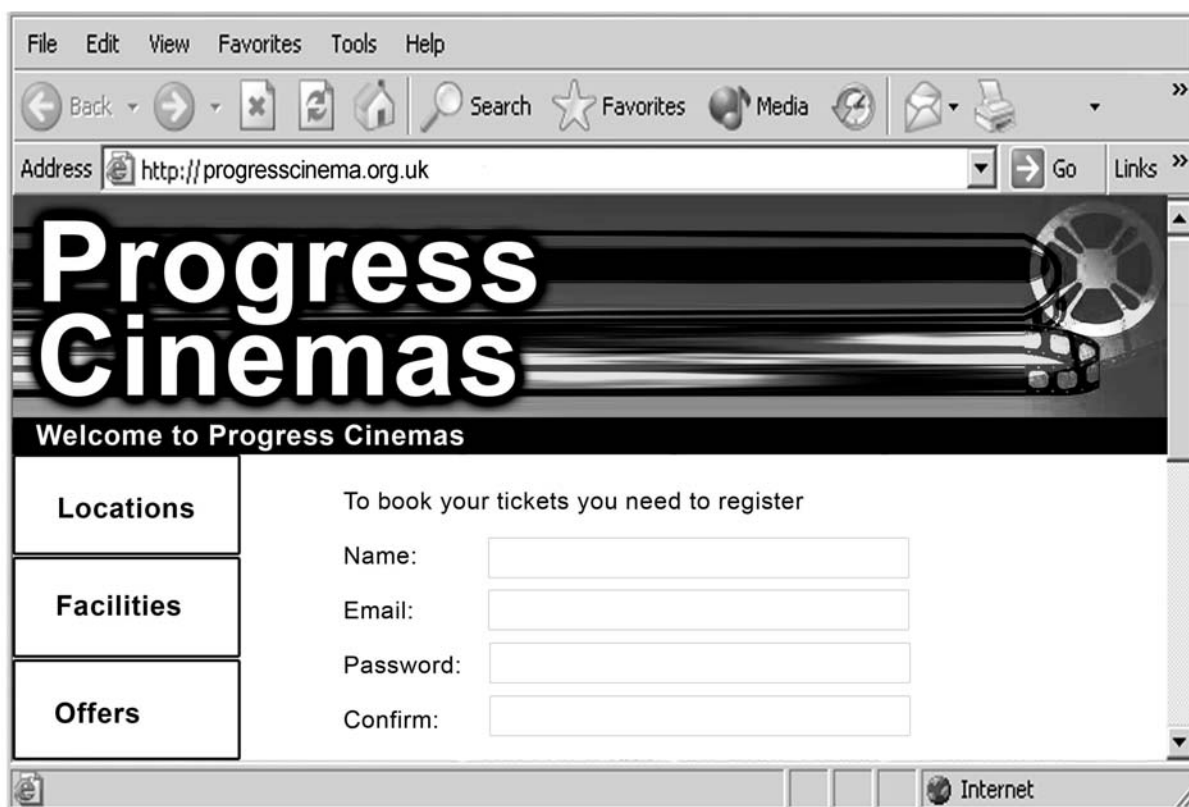 File Edit View Favorites Tools Help
Back Search Favorites Media
Address http://progresscinema.org.uk Go Links
Progress
Cinemas
Welcome to Progress Cinemas
Locations
Facilities
Offers
To book your tickets you need to register
Name:
Email:
Password:
Confirm:
Internet